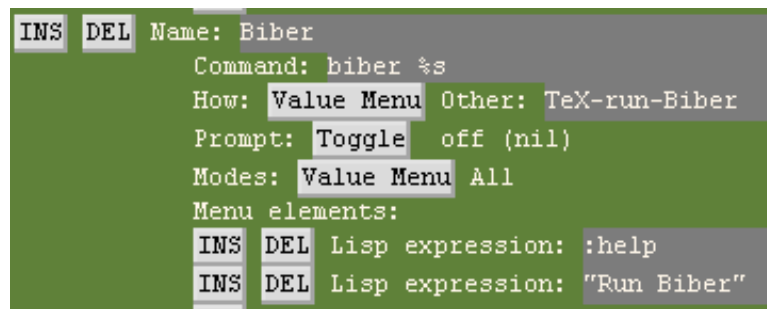 INS DEL Name: Biber
Command: biber %s
How: Value Menu Other: TeX-run-Biber
Prompt: Toggle off (nil)
Modes: Value Menu All
Menu elements:
INS DEL Lisp expression: :help
INS DEL Lisp expression: "Run Biber"